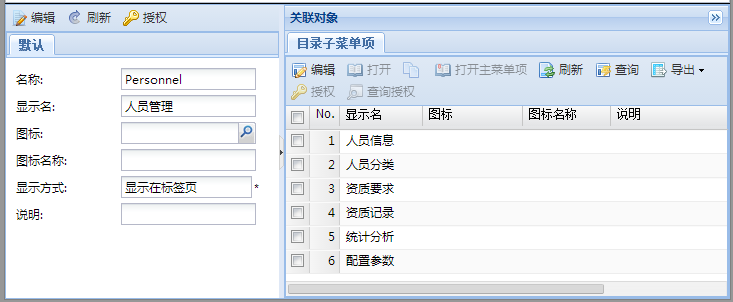 编辑 刷新 授权
默认
名称: Personnel
显示名: 人员管理
图标:
图标名称:
显示方式: 显示在标签页 *
说明:
关联对象
目录子菜单项
编辑 打开 打开主菜单项 刷新 查询 导出
授权 查询授权
No. 显示名 图标 图标名称 说明
1 人员信息
2 人员分类
3 资质要求
4 资质记录
5 统计分析
6 配置参数